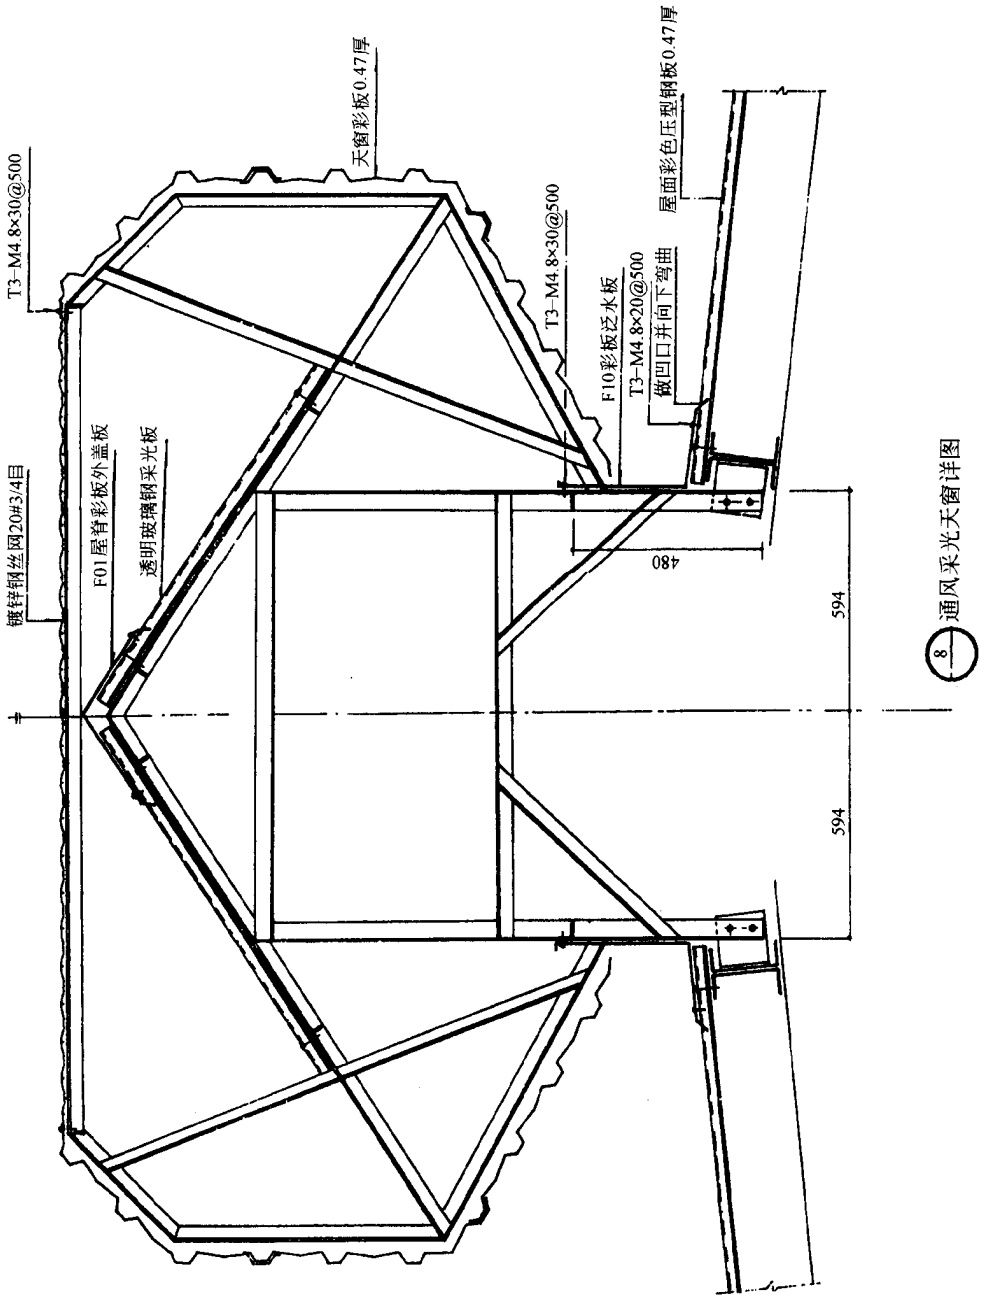 镀锌钢丝网20#3/4目
T3-M4.8×30@500
F01屋脊彩板外盖板
透明玻璃钢采光板
天窗彩板0.47厚
T3-M4.8×30@500
F10彩板泛水板
T3-M4.8×20@500
做凹口并向下弯曲
屋面彩色压型钢板0.47厚
480
594
594
8
通风采光天窗详图